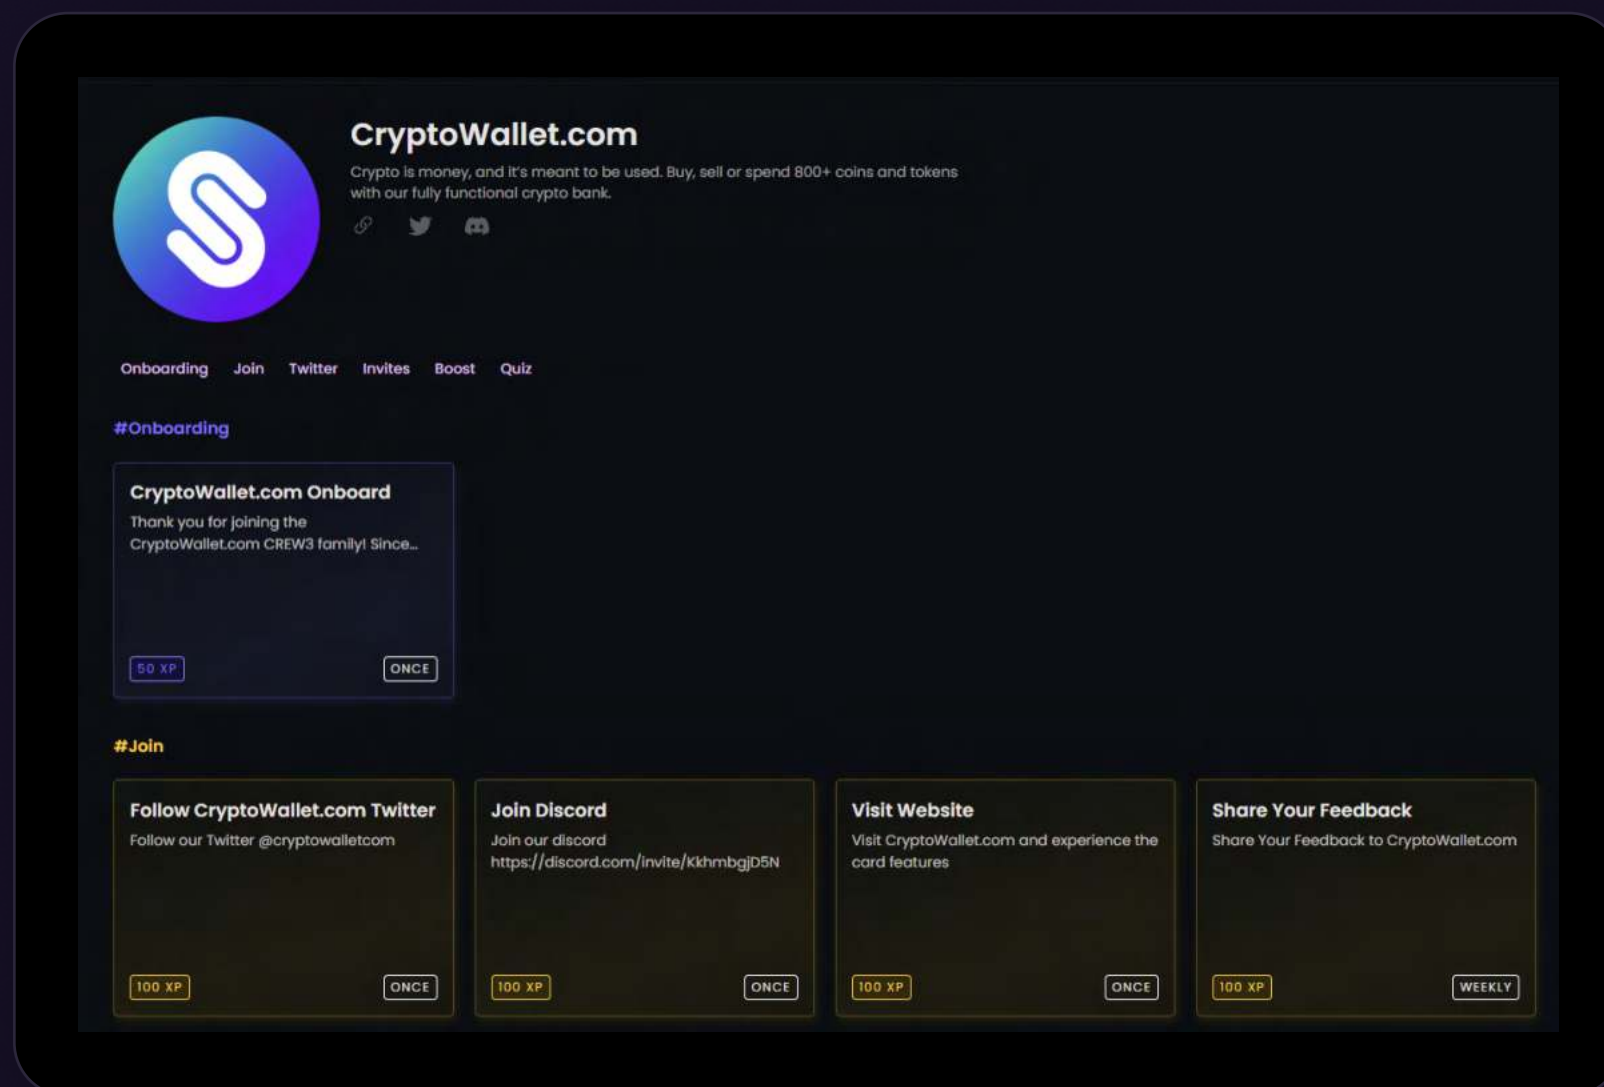 CryptoWallet.com
Crypto is money, and it's meant to be used. Buy, sell or spend 800+ coins and tokens
with our fully functional crypto bank.
Onboarding Join Twitter Invites Boost Quiz
#Onboarding
CryptoWallet.com Onboard
Thank you for joining the
CryptoWallet.com CREW3 family! Since...
50 XP ONCE
#Join
Follow CryptoWallet.com Twitter
Follow our Twitter @cryptowalletcom
100 XP ONCE
Join Discord
Join our discord
https://discord.com/invite/KkhmbgjD5N
100 XP ONCE
Visit Website
Visit CryptoWallet.com and experience the
card features
100 XP ONCE
Share Your Feedback
Share Your Feedback to CryptoWallet.com
100 XP WEEKLY